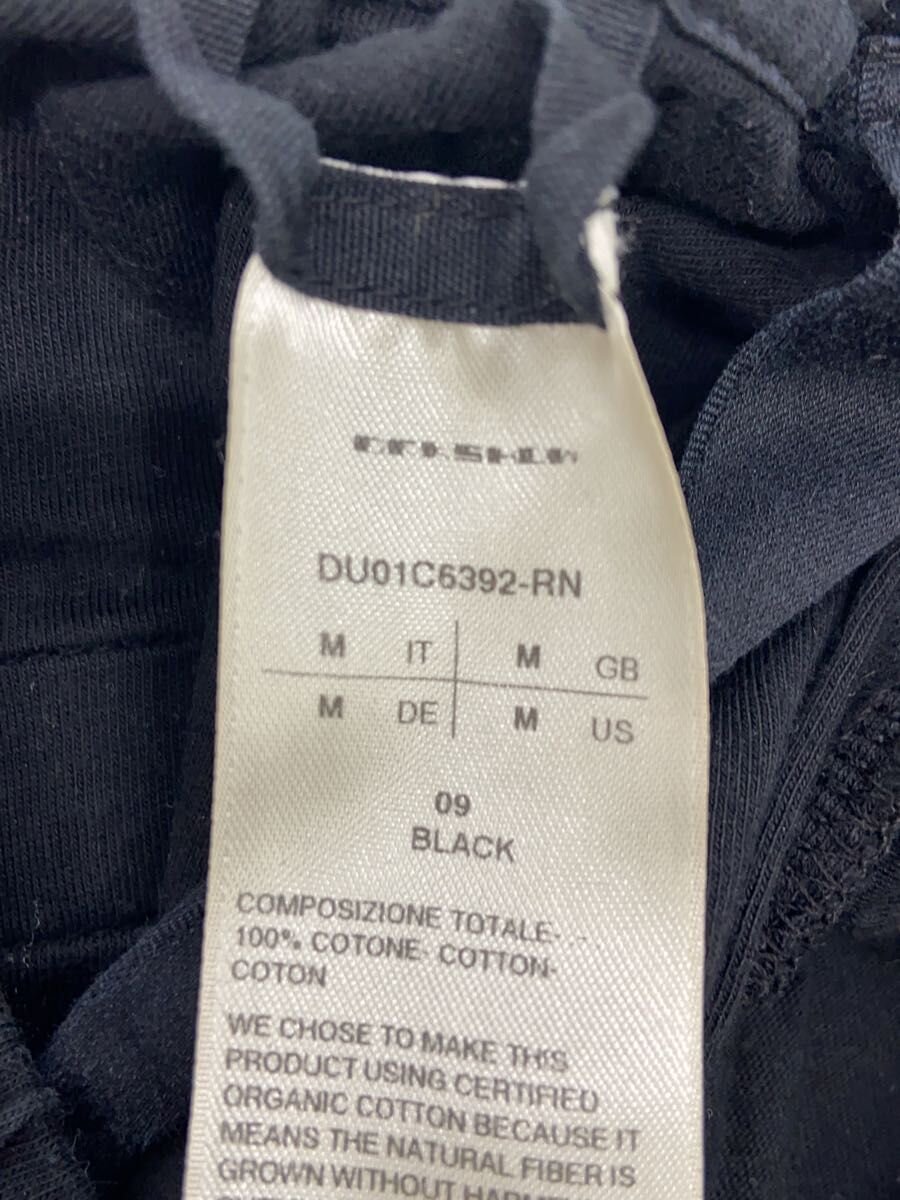 DU01C6392-RN
M IT M GB
M DE M US
09
BLACK
COMPOSIZIONE TOTALE- .-.
100% COTONE- COTTON-
COTON
WE CHOSE TO MAKE THIS
PRODUCT USING CERTIFIED
ORGANIC COTTON BECAUSE IT
MEANS THE NATURAL FIBER IS
GROWN WITHOUT